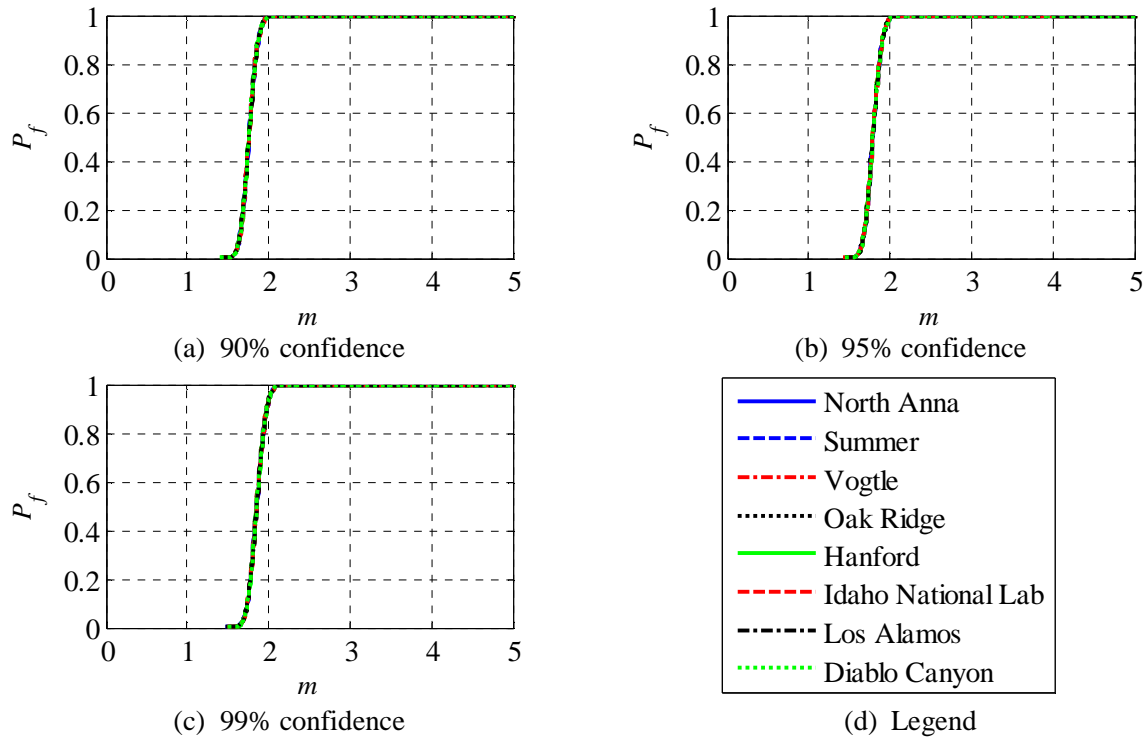 1
0.8
0.6
0.4
0.2
0
P_f
0 1 2 3 4 5
m
(a) 90% confidence
1
0.8
0.6
0.4
0.2
0
P_f
0 1 2 3 4 5
m
(b) 95% confidence
1
0.8
0.6
0.4
0.2
0
P_f
0 1 2 3 4 5
m
(c) 99% confidence
North Anna
Summer
Vogtle
Oak Ridge
Hanford
Idaho National Lab
Los Alamos
Diablo Canyon
(d) Legend